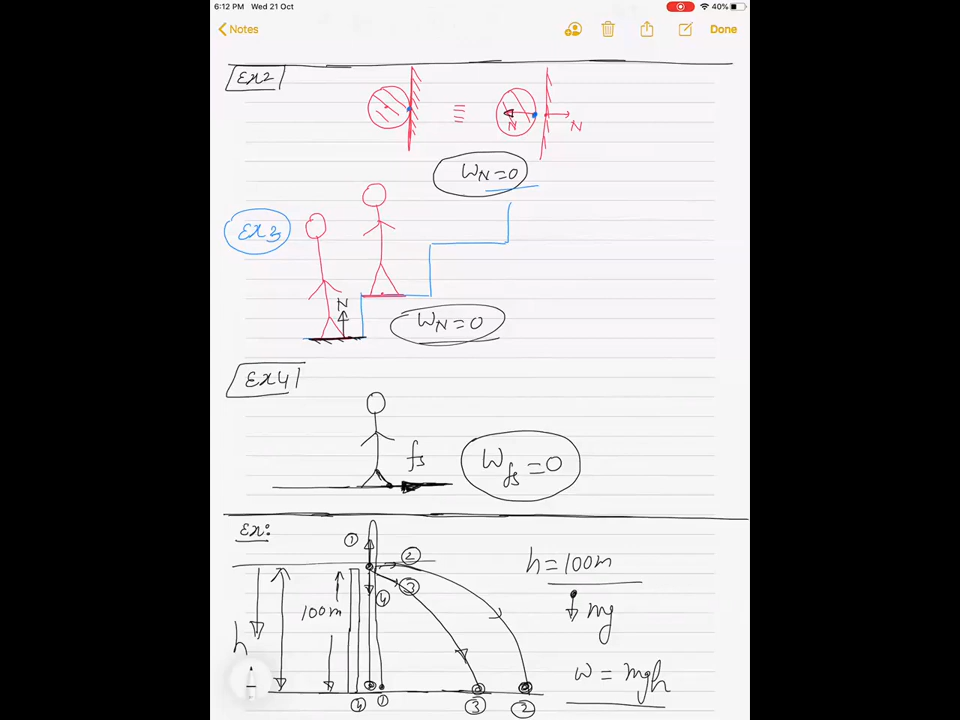 6:12 PM Wed 21 Oct
40%
Notes
Done
Ex2
≡
N
N
WN=0
Ex3
N
WN=0
Ex4
fs
Wfs=0
Ex:
①
②
③
④
100m
h
h=100m
mg
w = mgh
④
①
③
②